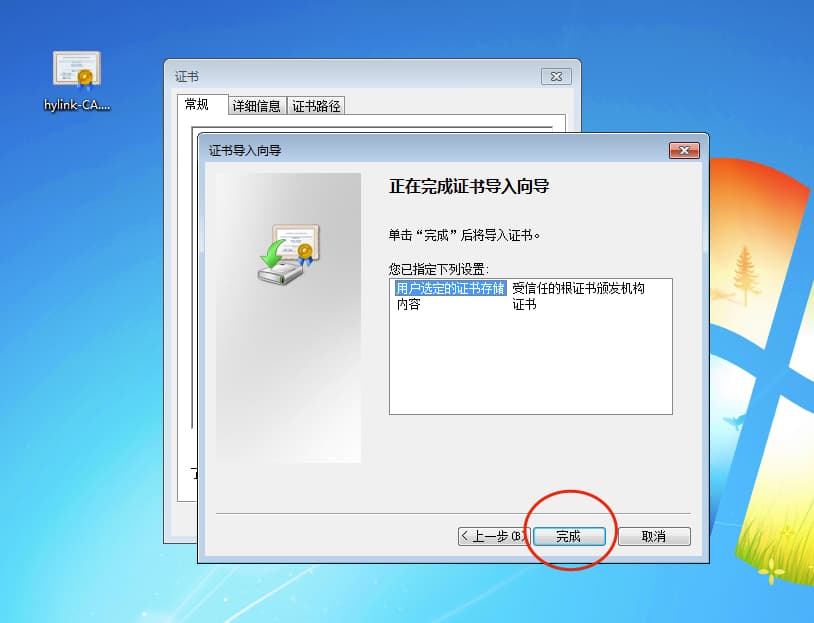 hylink-CA....
证书
常规
详细信息
证书路径
证书导入向导
正在完成证书导入向导
单击“完成”后将导入证书。
您已指定下列设置:
用户选定的证书存储 受信任的根证书颁发机构
内容 证书
< 上一步(B) 完成 取消